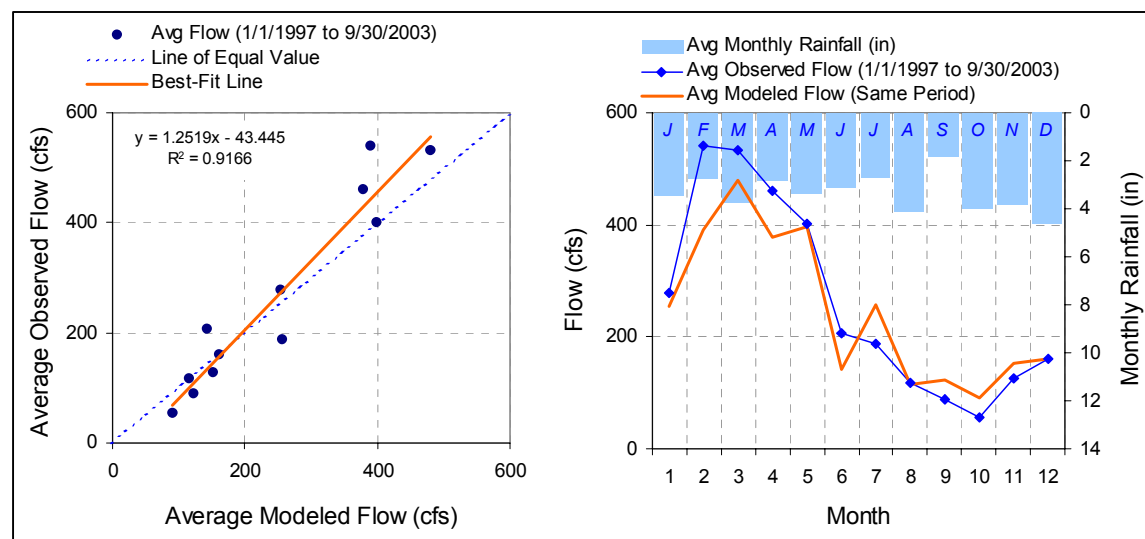 Avg Flow (1/1/1997 to 9/30/2003)
Line of Equal Value
Best-Fit Line
y = 1.2519x - 43.445
R² = 0.9166
Average Observed Flow (cfs)
600
400
200
0
0 200 400 600
Average Modeled Flow (cfs)
Avg Monthly Rainfall (in)
Avg Observed Flow (1/1/1997 to 9/30/2003)
Avg Modeled Flow (Same Period)
J F M A M J J A S O N D
Flow (cfs)
600
400
200
0
0
2
4
6
8
10
12
14
Monthly Rainfall (in)
1 2 3 4 5 6 7 8 9 10 11 12
Month